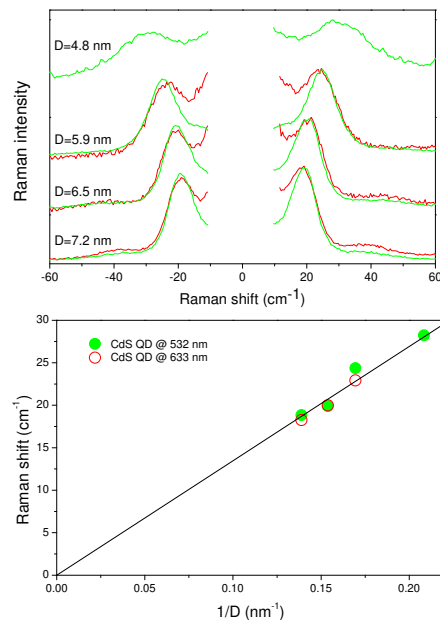 D=4.8 nm
D=5.9 nm
D=6.5 nm
D=7.2 nm
Raman intensity
-60 -40 -20 0 20 40 60
Raman shift (cm-1)
30
25
20
15
10
5
0
CdS QD @ 532 nm
CdS QD @ 633 nm
Raman shift (cm-1)
0.00 0.05 0.10 0.15 0.20
1/D (nm-1)